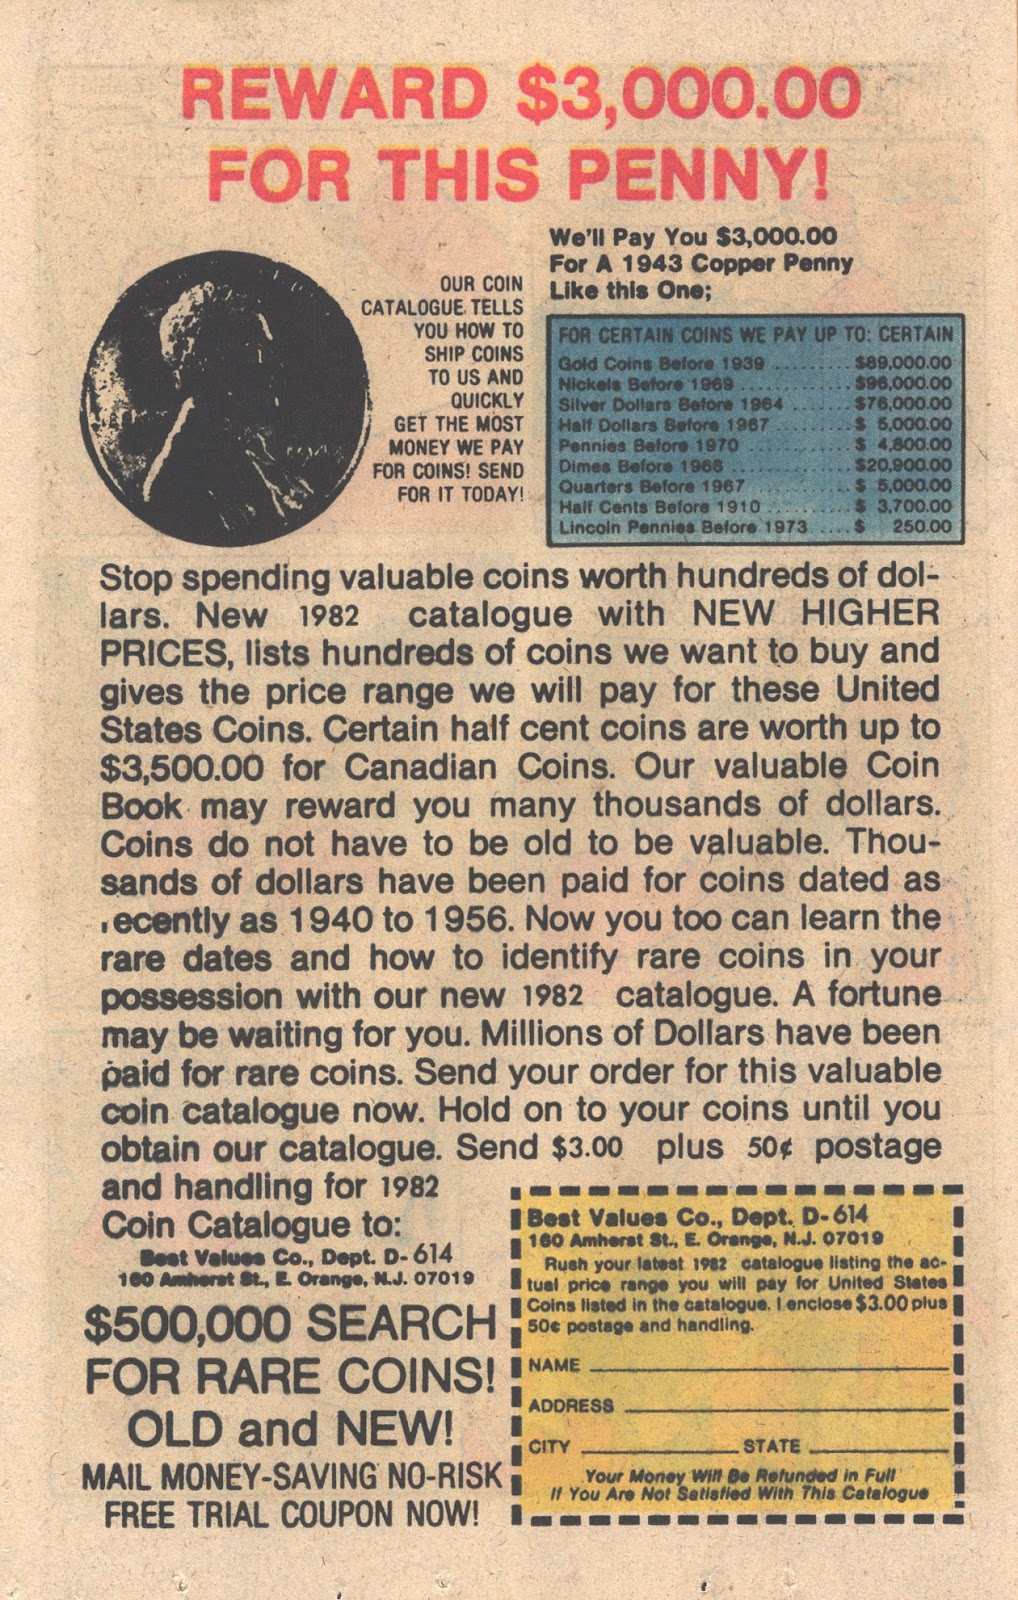 REWARD $3,000.00
FOR THIS PENNY!
We'll Pay You $3,000.00
For A 1943 Copper Penny
Like this One;
OUR COIN
CATALOGUE TELLS
YOU HOW TO
SHIP COINS
TO US AND
QUICKLY
GET THE MOST
MONEY WE PAY
FOR COINS! SEND
FOR IT TODAY!
FOR CERTAIN COINS WE PAY UP TO: CERTAIN
Gold Coins Before 1939 ......... $89,000.00
Nickels Before 1969 ............. $96,000.00
Silver Dollars Before 1964 ....... $76,000.00
Half Dollars Before 1967 ......... $ 5,000.00
Pennies Before 1970 ............ $ 4,800.00
Dimes Before 1966 .............. $20,900.00
Quarters Before 1967 ........... $ 5,000.00
Half Cents Before 1910 .......... $ 3,700.00
Lincoln Pennies Before 1973 ..... $ 250.00
Stop spending valuable coins worth hundreds of dol-
lars. New 1982 catalogue with NEW HIGHER
PRICES, lists hundreds of coins we want to buy and
gives the price range we will pay for these United
States Coins. Certain half cent coins are worth up to
$3,500.00 for Canadian Coins. Our valuable Coin
Book may reward you many thousands of dollars.
Coins do not have to be old to be valuable. Thou-
sands of dollars have been paid for coins dated as
recently as 1940 to 1956. Now you too can learn the
rare dates and how to identify rare coins in your
possession with our new 1982 catalogue. A fortune
may be waiting for you. Millions of Dollars have been
paid for rare coins. Send your order for this valuable
coin catalogue now. Hold on to your coins until you
obtain our catalogue. Send $3.00 plus 50¢ postage
and handling for 1982
Coin Catalogue to:
Best Values Co., Dept. D-614
160 Amherst St., E. Orange, N.J. 07019
$500,000 SEARCH
FOR RARE COINS!
OLD and NEW!
MAIL MONEY-SAVING NO-RISK
FREE TRIAL COUPON NOW!
Best Values Co., Dept. D-614
160 Amherst St., E. Orange, N.J. 07019
Rush your latest 1982 catalogue listing the ac-
tual price range you will pay for United States
Coins listed in the catalogue. I enclose $3.00 plus
50¢ postage and handling.
NAME
ADDRESS
CITY STATE
Your Money Will Be Refunded in Full
If You Are Not Satisfied With This Catalogue